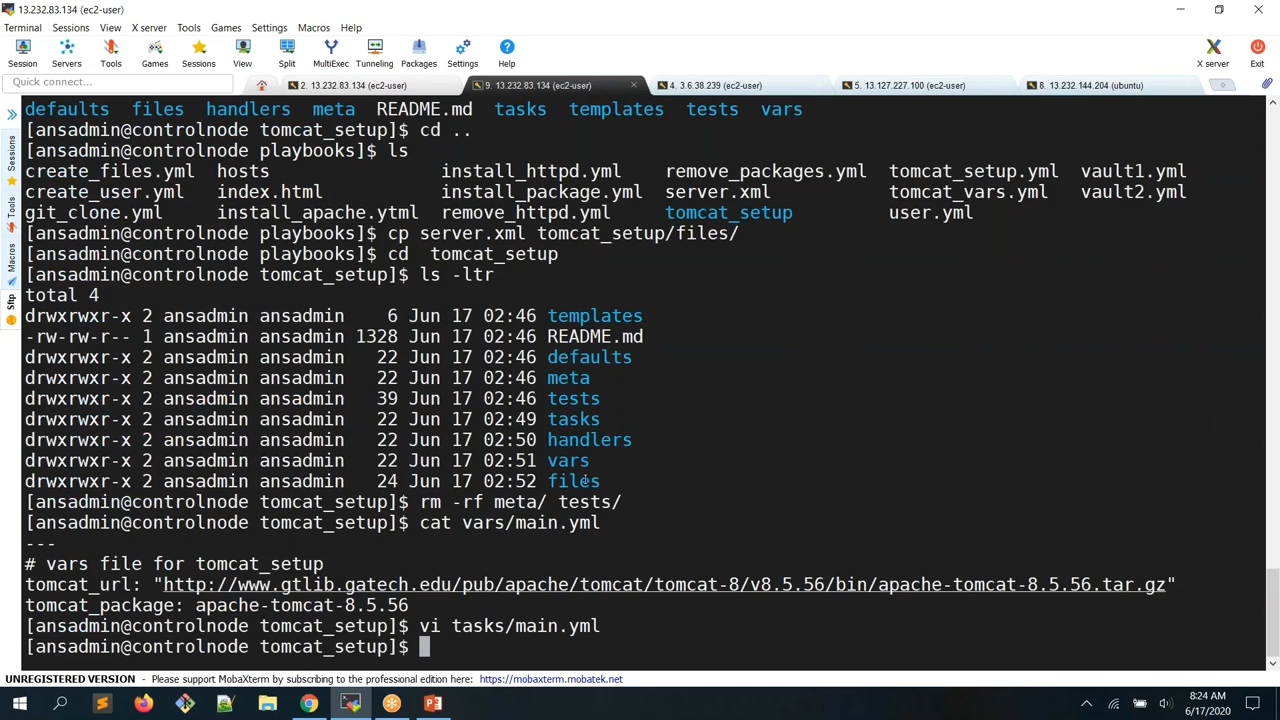 13.232.83.134 (ec2-user)
Terminal Sessions View X server Tools Games Settings Macros Help
Session Servers Tools Games Sessions View Split MultiExec Tunneling Packages Settings Help X server Exit
Quick connect...
2. 13.232.83.134 (ec2-user)
9. 13.232.83.134 (ec2-user)
4. 3.6.38.239 (ec2-user)
5. 13.127.227.100 (ec2-user)
8. 13.232.144.204 (ubuntu)
Sessions
Tools
Macros
Sftp
defaults files handlers meta README.md tasks templates tests vars
[ansadmin@controlnode tomcat_setup]$ cd ..
[ansadmin@controlnode playbooks]$ ls
create_files.yml hosts install_httpd.yml remove_packages.yml tomcat_setup.yml vault1.yml
create_user.yml index.html install_package.yml server.xml tomcat_vars.yml vault2.yml
git_clone.yml install_apache.ytml remove_httpd.yml tomcat_setup user.yml
[ansadmin@controlnode playbooks]$ cp server.xml tomcat_setup/files/
[ansadmin@controlnode playbooks]$ cd  tomcat_setup
[ansadmin@controlnode tomcat_setup]$ ls -ltr
total 4
drwxrwxr-x 2 ansadmin ansadmin    6 Jun 17 02:46 templates
-rw-rw-r-- 1 ansadmin ansadmin 1328 Jun 17 02:46 README.md
drwxrwxr-x 2 ansadmin ansadmin   22 Jun 17 02:46 defaults
drwxrwxr-x 2 ansadmin ansadmin   22 Jun 17 02:46 meta
drwxrwxr-x 2 ansadmin ansadmin   39 Jun 17 02:46 tests
drwxrwxr-x 2 ansadmin ansadmin   22 Jun 17 02:49 tasks
drwxrwxr-x 2 ansadmin ansadmin   22 Jun 17 02:50 handlers
drwxrwxr-x 2 ansadmin ansadmin   22 Jun 17 02:51 vars
drwxrwxr-x 2 ansadmin ansadmin   24 Jun 17 02:52 files
[ansadmin@controlnode tomcat_setup]$ rm -rf meta/ tests/
[ansadmin@controlnode tomcat_setup]$ cat vars/main.yml
---
# vars file for tomcat_setup
tomcat_url: "http://www.gtlib.gatech.edu/pub/apache/tomcat/tomcat-8/v8.5.56/bin/apache-tomcat-8.5.56.tar.gz"
tomcat_package: apache-tomcat-8.5.56
[ansadmin@controlnode tomcat_setup]$ vi tasks/main.yml
[ansadmin@controlnode tomcat_setup]$
UNREGISTERED VERSION - Please support MobaXterm by subscribing to the professional edition here: https://mobaxterm.mobatek.net
8:24 AM
6/17/2020